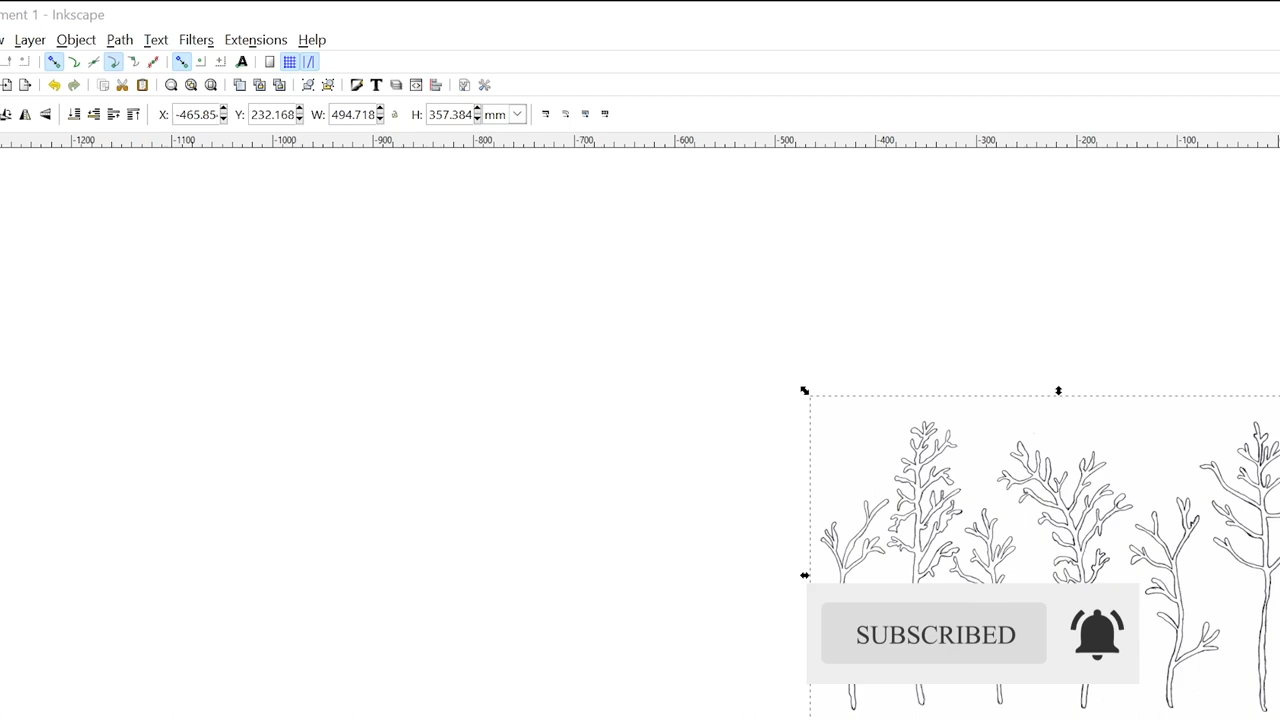 ment 1 - Inkscape
w Layer Object Path Text Filters Extensions Help
X: -465.85- Y: 232.168 W: 494.718 H: 357.384 mm
-1200 -1100 -1000 -900 -800 -700 -600 -500 -400 -300 -200 -100
SUBSCRIBED